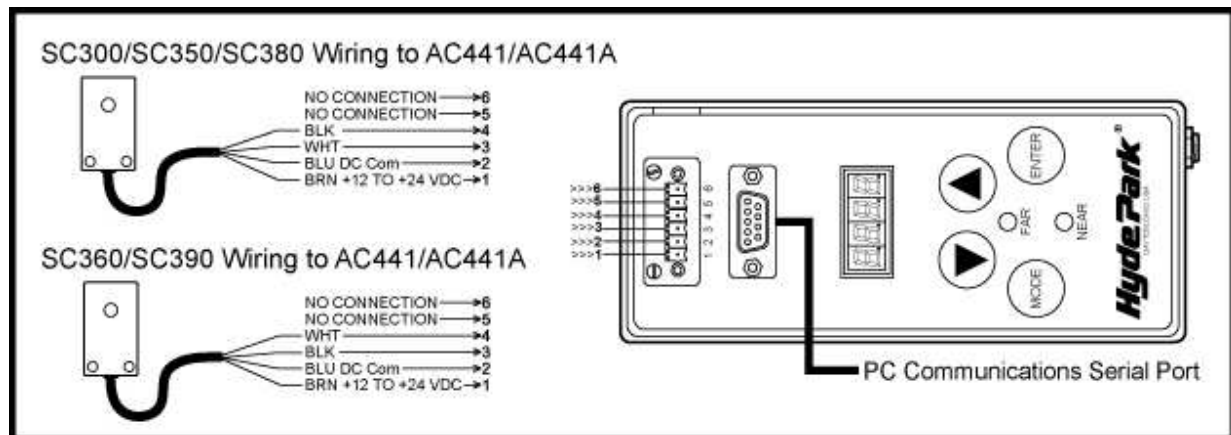 SC300/SC350/SC380 Wiring to AC441/AC441A
NO CONNECTION 6
NO CONNECTION 5
BLK 4
WHT 3
BLU DC Com 2
BRN +12 TO +24 VDC 1
SC360/SC390 Wiring to AC441/AC441A
NO CONNECTION 6
NO CONNECTION 5
WHT 4
BLK 3
BLU DC Com 2
BRN +12 TO +24 VDC 1
>>>6
>>>5
>>>4
>>>3
>>>2
>>>1
1 2 3 4 5 6
ENTER
MODE
FAR
NEAR
HydePark®
PC Communications Serial Port